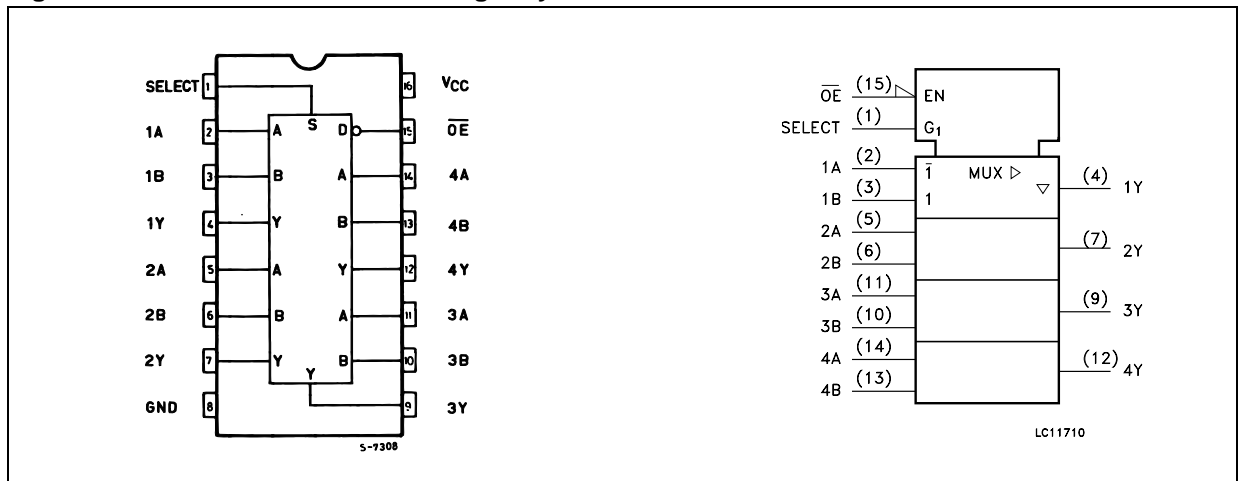 SELECT 1 S 16 VCC
1A 2 A D 15 OE
1B 3 B A 14 4A
1Y 4 Y B 13 4B
2A 5 A Y 12 4Y
2B 6 B A 11 3A
2Y 7 Y B 10 3B
Y
GND 8 9 3Y
S-7308
OE (15) EN
SELECT (1) G1
1A (2) 1 MUX (4) 1Y
1B (3) 1
2A (5) (7) 2Y
2B (6)
3A (11) (9) 3Y
3B (10)
4A (14) (12) 4Y
4B (13)
LC11710